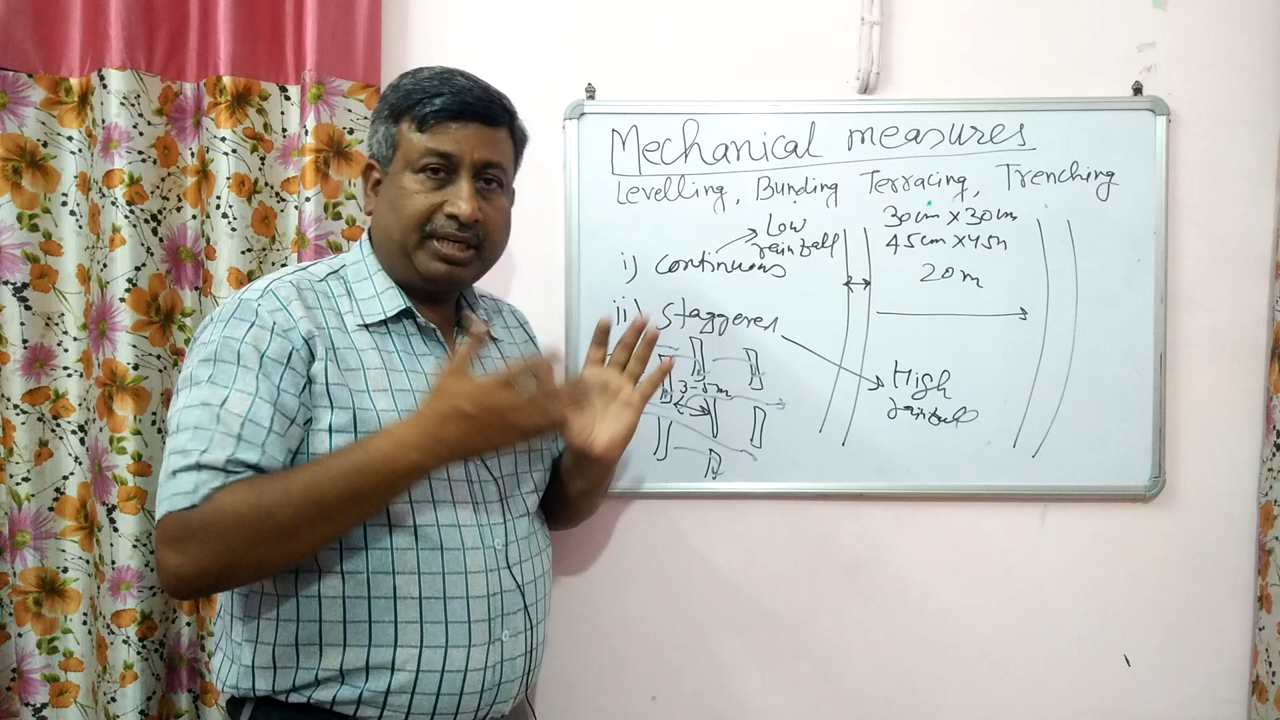 Mechanical measures
Levelling, Bunding Terracing, Trenching
Low
rainfall
i) continuous
ii) staggered
3-5m
30cm x 30cm
45cm x 45
20m
High
rainfall